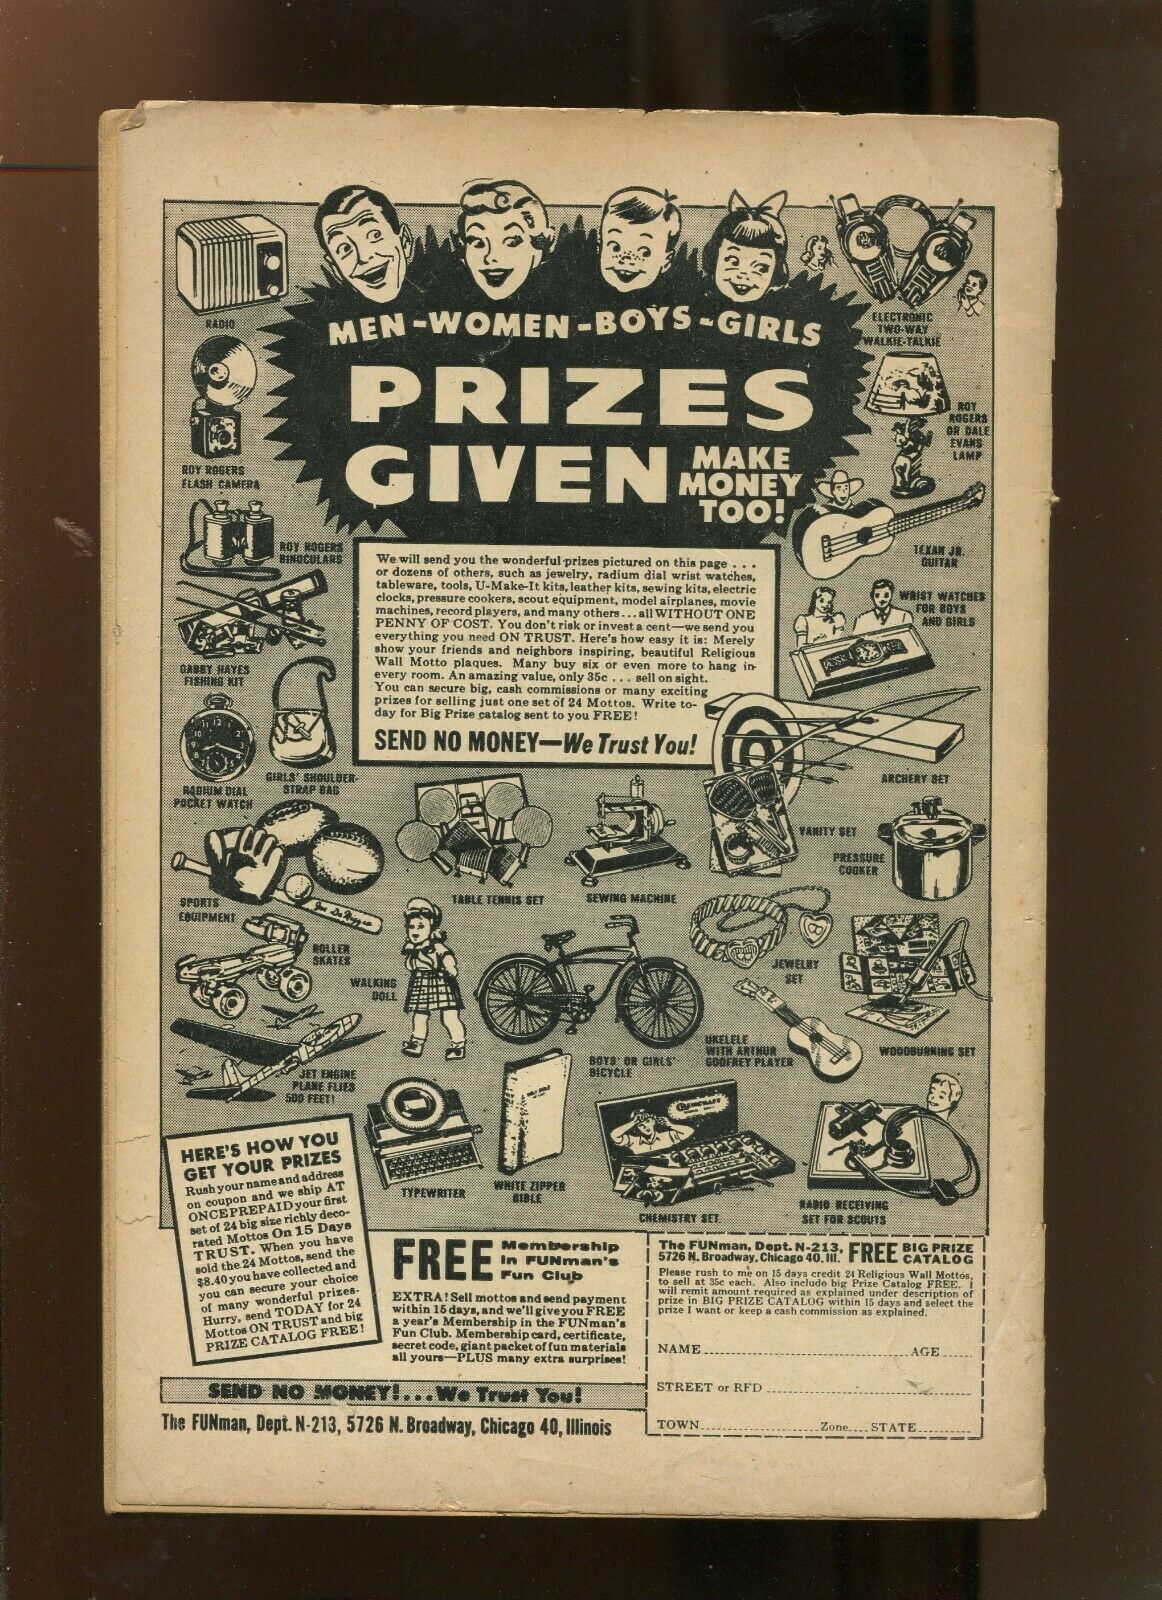 MEN - WOMEN - BOYS - GIRLS
PRIZES
GIVEN
MAKE
MONEY
TOO!
RADIO
ROY ROGERS
FLASH CAMERA
ROY ROGERS
BINOCULARS
GABBY HAYES
FISHING KIT
RADIUM DIAL
POCKET WATCH
GIRLS' SHOULDER-
STRAP BAG
ELECTRONIC
TWO-WAY
WALKIE-TALKIE
ROY
ROGERS
OR DALE
EVANS
LAMP
TEXAN JR.
GUITAR
WRIST WATCHES
FOR BOYS
AND GIRLS
ARCHERY SET
We will send you the wonderful prizes pictured on this page . . .
or dozens of others, such as jewelry, radium dial wrist watches,
tableware, tools, U-Make-It kits, leather kits, sewing kits, electric
clocks, pressure cookers, scout equipment, model airplanes, movie
machines, record players, and many others...all WITHOUT ONE
PENNY OF COST. You don't risk or invest a cent—we send you
everything you need ON TRUST. Here's how easy it is: Merely
show your friends and neighbors inspiring, beautiful Religious
Wall Motto plaques. Many buy six or even more to hang in
every room. An amazing value, only 35c . . . sell on sight.
You can secure big, cash commissions or many exciting
prizes for selling just one set of 24 Mottos. Write to-
day for Big Prize catalog sent to you FREE!
SEND NO MONEY—We Trust You!
SPORTS
EQUIPMENT
TABLE TENNIS SET
SEWING MACHINE
VANITY SET
PRESSURE
COOKER
ROLLER
SKATES
WALKING
DOLL
BOYS' OR GIRLS'
BICYCLE
JEWELRY
SET
UKELELE
WITH ARTHUR
GODFREY PLAYER
WOODBURNING SET
JET ENGINE
PLANE FLIES
500 FEET!
TYPEWRITER
HOLY BIBLE
WHITE ZIPPER
BIBLE
CHEMISTRY SET
RADIO RECEIVING
SET FOR SCOUTS
HERE'S HOW YOU
GET YOUR PRIZES
Rush your name and address
on coupon and we ship AT
ONCE PREPAID your first
set of 24 big size richly deco-
rated Mottos On 15 Days
TRUST. When you have
sold the 24 Mottos, send the
$8.40 you have collected and
you can secure your choice
of many wonderful prizes.
Hurry, send TODAY for 24
Mottos ON TRUST and big
PRIZE CATALOG FREE!
FREE Membership
in FUNman's
Fun Club
EXTRA! Sell mottos and send payment
within 15 days, and we'll give you FREE
a year's Membership in the FUNman's
Fun Club. Membership card, certificate,
secret code, giant packet of fun materials
all yours—PLUS many extra surprises!
SEND NO MONEY!...We Trust You!
The FUNman, Dept. N-213, 5726 N. Broadway, Chicago 40, Illinois
The FUNman, Dept. N-213,
5726 N. Broadway, Chicago 40, Ill.
FREE BIG PRIZE
CATALOG
Please rush to me on 15 days credit 24 Religious Wall Mottos,
to sell at 35c each. Also include big Prize Catalog FREE. I
will remit amount required as explained under description of
prize in BIG PRIZE CATALOG within 15 days and select the
prize I want or keep a cash commission as explained.
NAME AGE
STREET or RFD
TOWN Zone STATE